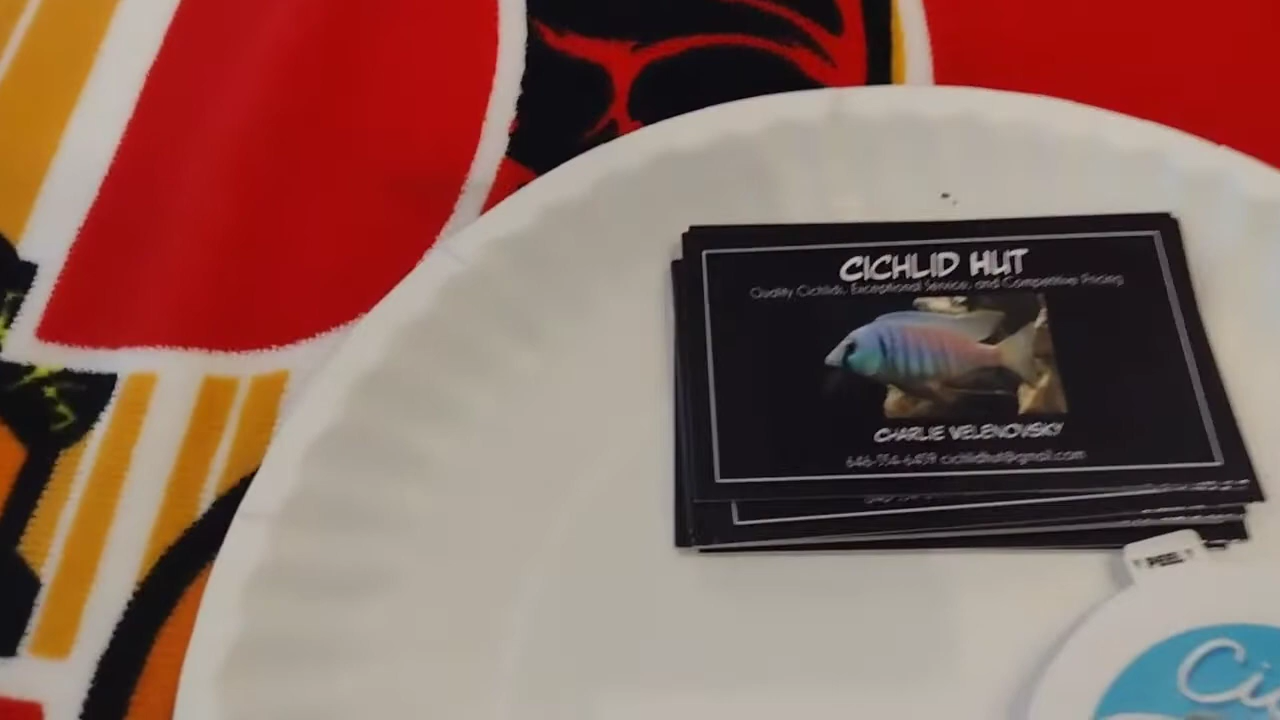 CICHLID HUT
Quality Cichlids, Exceptional Service, and Competitive Pricing
CHARLIE VELENOVSKY
cichlidhut@gmail.com
PEEL